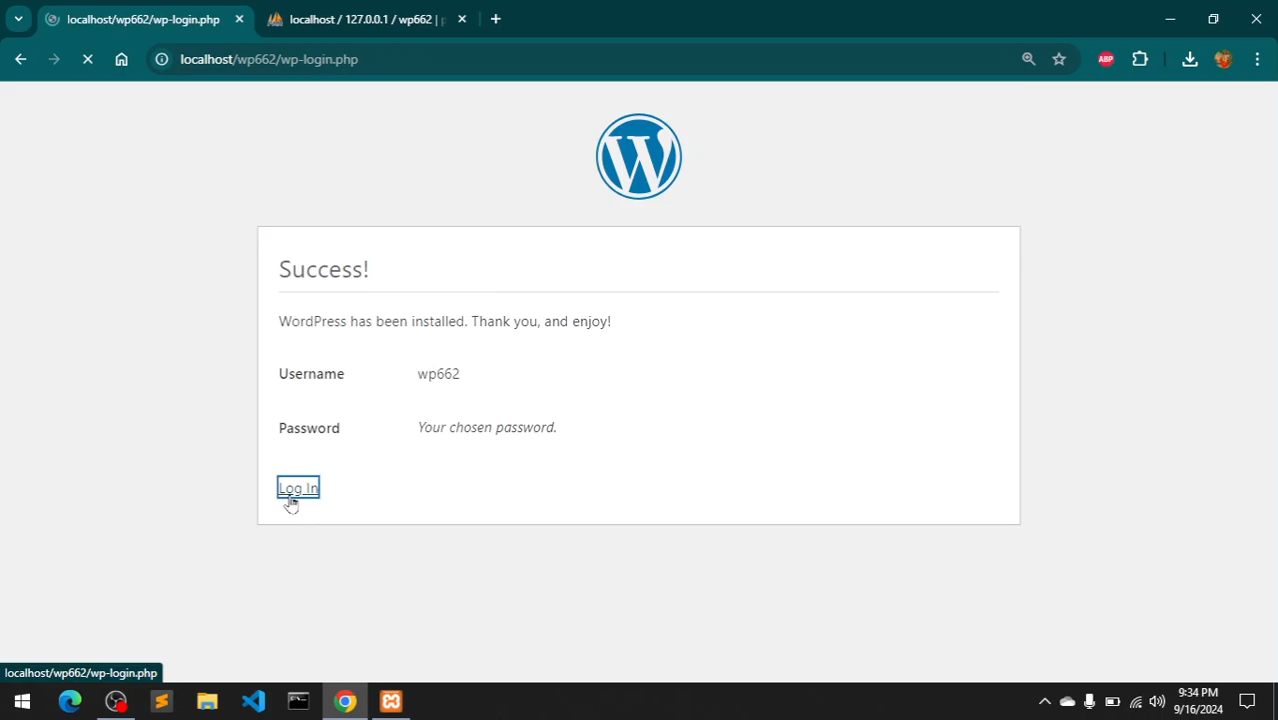 localhost/wp662/wp-login.php
localhost / 127.0.0.1 / wp662 | p
localhost/wp662/wp-login.php
ABP
W
Success!
WordPress has been installed. Thank you, and enjoy!
Username wp662
Password Your chosen password.
Log In
localhost/wp662/wp-login.php
9:34 PM
9/16/2024